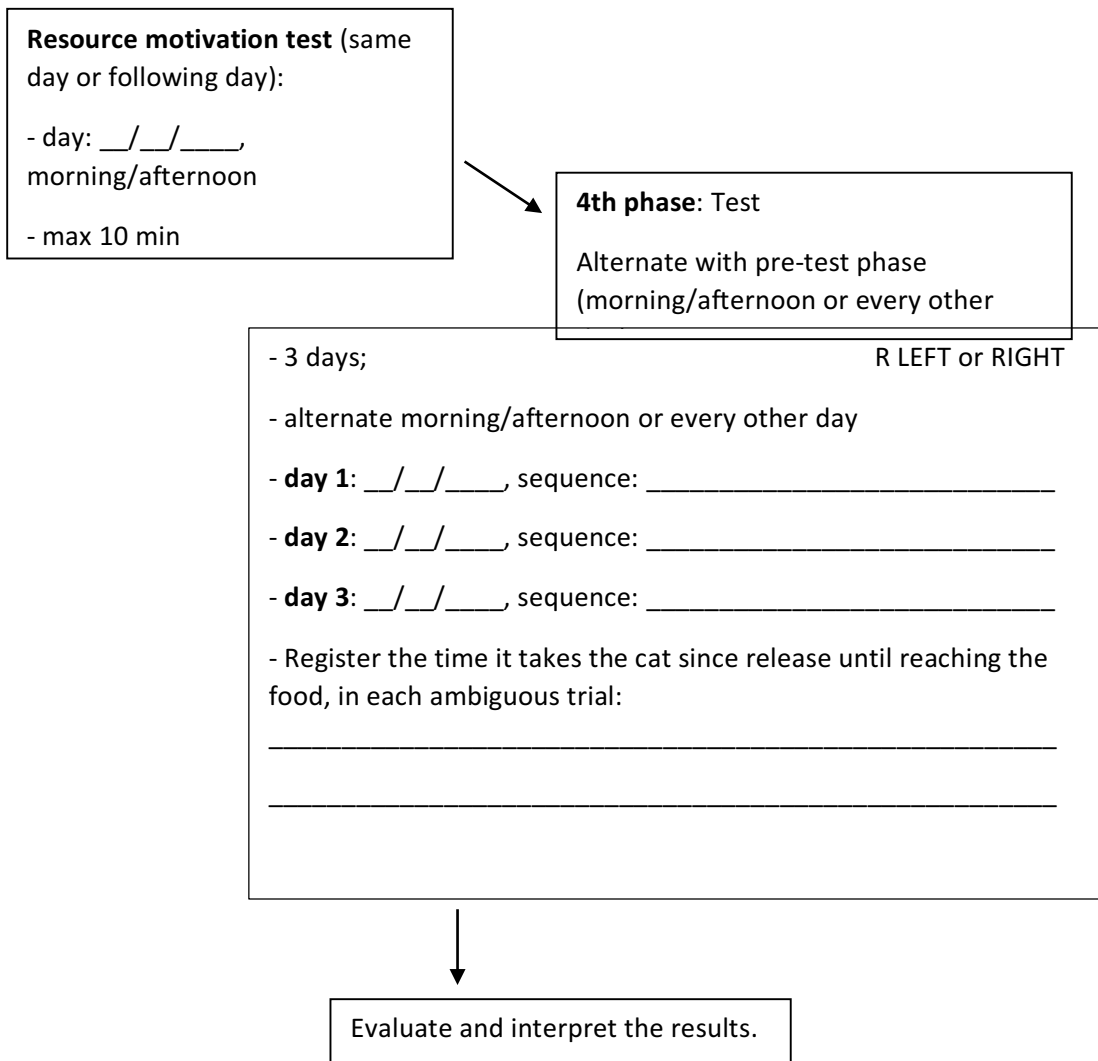 Resource motivation test (same
day or following day):
- day: __/__/____,
morning/afternoon
- max 10 min
4th phase: Test
Alternate with pre-test phase
(morning/afternoon or every other
- 3 days; R LEFT or RIGHT
- alternate morning/afternoon or every other day
- day 1: __/__/____, sequence: ____________________________
- day 2: __/__/____, sequence: ____________________________
- day 3: __/__/____, sequence: ____________________________
- Register the time it takes the cat since release until reaching the
food, in each ambiguous trial:
______________________________________________________
______________________________________________________
Evaluate and interpret the results.